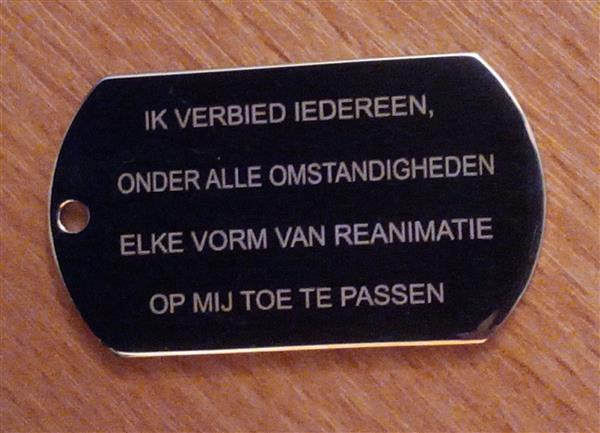 IK VERBIED IEDEREEN,
ONDER ALLE OMSTANDIGHEDEN
ELKE VORM VAN REANIMATIE
OP MIJ TOE TE PASSEN